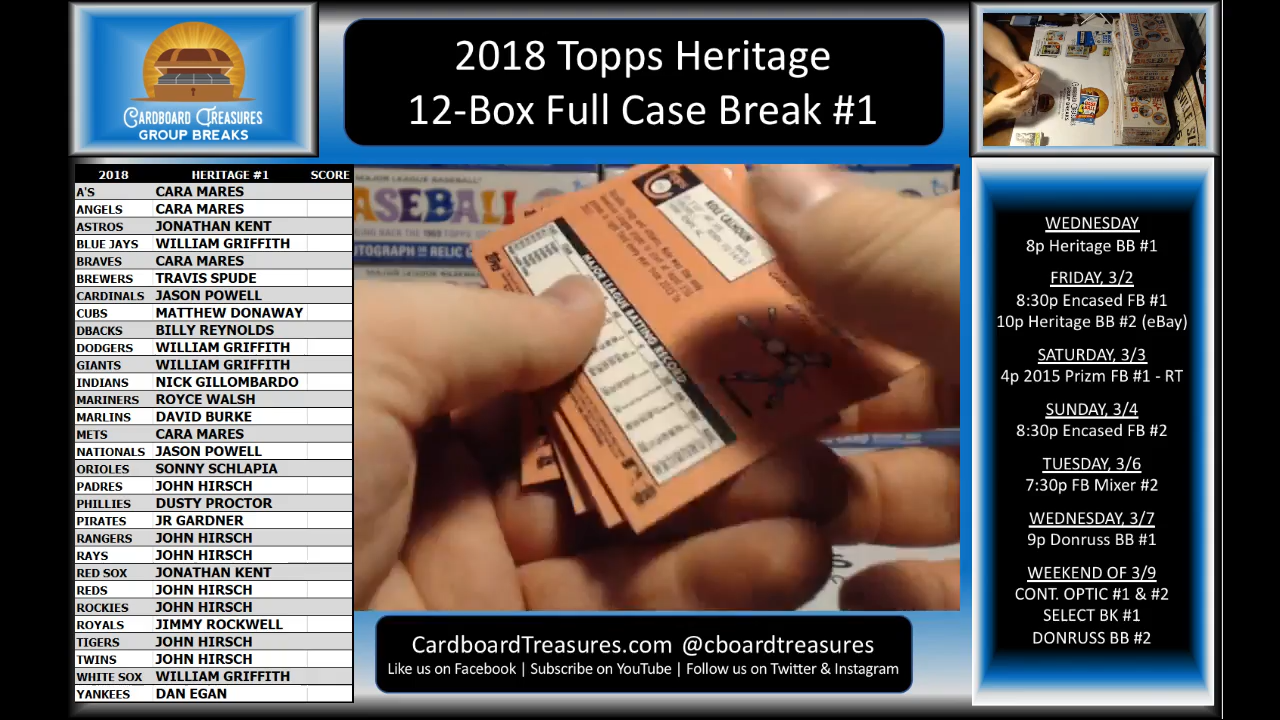 CARDBOARD TREASURES
GROUP BREAKS
2018 Topps Heritage
12-Box Full Case Break #1
2018 HERITAGE #1 SCORE
A'S CARA MARES
ANGELS CARA MARES
ASTROS JONATHAN KENT
BLUE JAYS WILLIAM GRIFFITH
BRAVES CARA MARES
BREWERS TRAVIS SPUDE
CARDINALS JASON POWELL
CUBS MATTHEW DONAWAY
DBACKS BILLY REYNOLDS
DODGERS WILLIAM GRIFFITH
GIANTS WILLIAM GRIFFITH
INDIANS NICK GILLOMBARDO
MARINERS ROYCE WALSH
MARLINS DAVID BURKE
METS CARA MARES
NATIONALS JASON POWELL
ORIOLES SONNY SCHLAPIA
PADRES JOHN HIRSCH
PHILLIES DUSTY PROCTOR
PIRATES JR GARDNER
RANGERS JOHN HIRSCH
RAYS JOHN HIRSCH
RED SOX JONATHAN KENT
REDS JOHN HIRSCH
ROCKIES JOHN HIRSCH
ROYALS JIMMY ROCKWELL
TIGERS JOHN HIRSCH
TWINS JOHN HIRSCH
WHITE SOX WILLIAM GRIFFITH
YANKEES DAN EGAN
MAJOR LEAGUE BASEBALL
BASEBALL
AUTOGRAPH OR RELIC
KOLE CALHOUN
MAJOR LEAGUE BATTING RECORD
WEDNESDAY
8p Heritage BB #1
FRIDAY, 3/2
8:30p Encased FB #1
10p Heritage BB #2 (eBay)
SATURDAY, 3/3
4p 2015 Prizm FB #1 - RT
SUNDAY, 3/4
8:30p Encased FB #2
TUESDAY, 3/6
7:30p FB Mixer #2
WEDNESDAY, 3/7
9p Donruss BB #1
WEEKEND OF 3/9
CONT. OPTIC #1 & #2
SELECT BK #1
DONRUSS BB #2
CardboardTreasures.com @cboardtreasures
Like us on Facebook | Subscribe on YouTube | Follow us on Twitter & Instagram